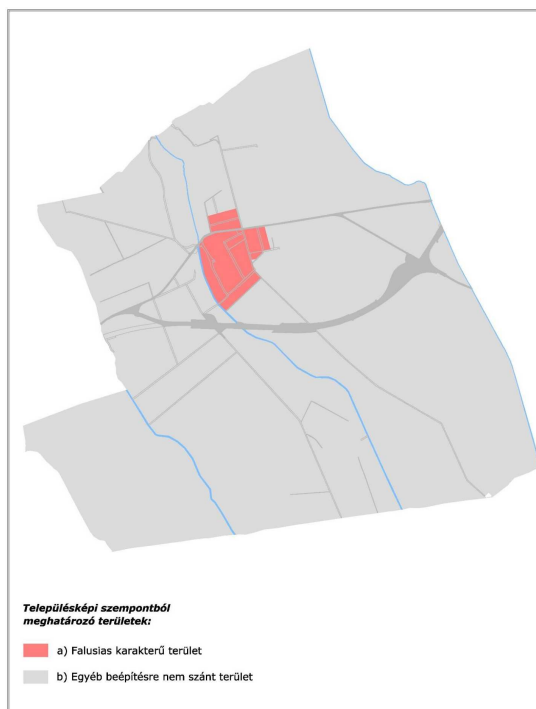 Településképi szempontból
meghatározó területek:
a) Falusias karakterű terület
b) Egyéb beépítésre nem szánt terület